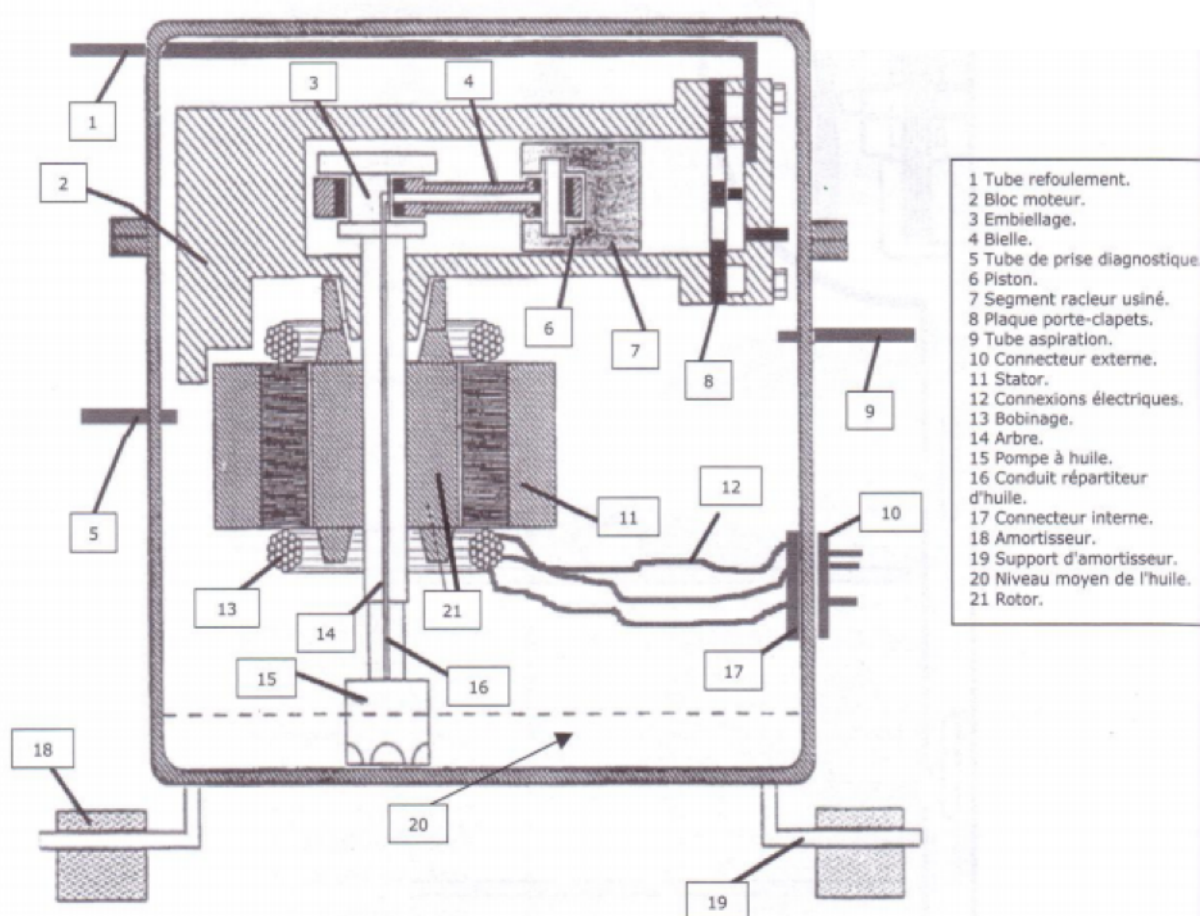 1
2
3
4
5
6
7
8
9
10
11
12
13
14
15
16
17
18
19
20
21
1 Tube refoulement.
2 Bloc moteur.
3 Embiellage.
4 Bielle.
5 Tube de prise diagnostique
6 Piston.
7 Segment racleur usiné.
8 Plaque porte-clapets.
9 Tube aspiration.
10 Connecteur externe.
11 Stator.
12 Connexions électriques.
13 Bobinage.
14 Arbre.
15 Pompe à huile.
16 Conduit répartiteur
d'huile.
17 Connecteur interne.
18 Amortisseur.
19 Support d'amortisseur.
20 Niveau moyen de l'huile.
21 Rotor.